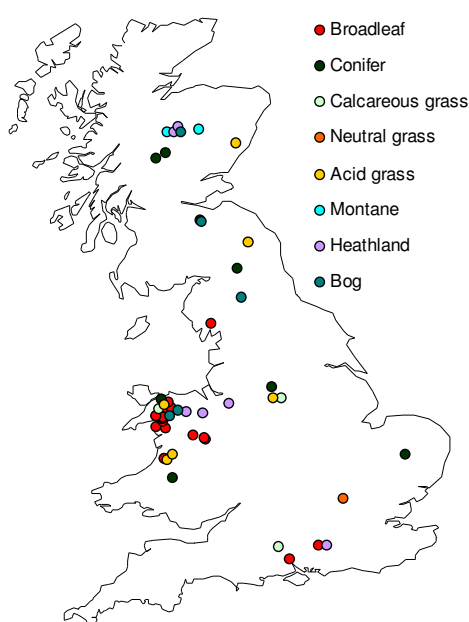 Broadleaf
Conifer
Calcareous grass
Neutral grass
Acid grass
Montane
Heathland
Bog